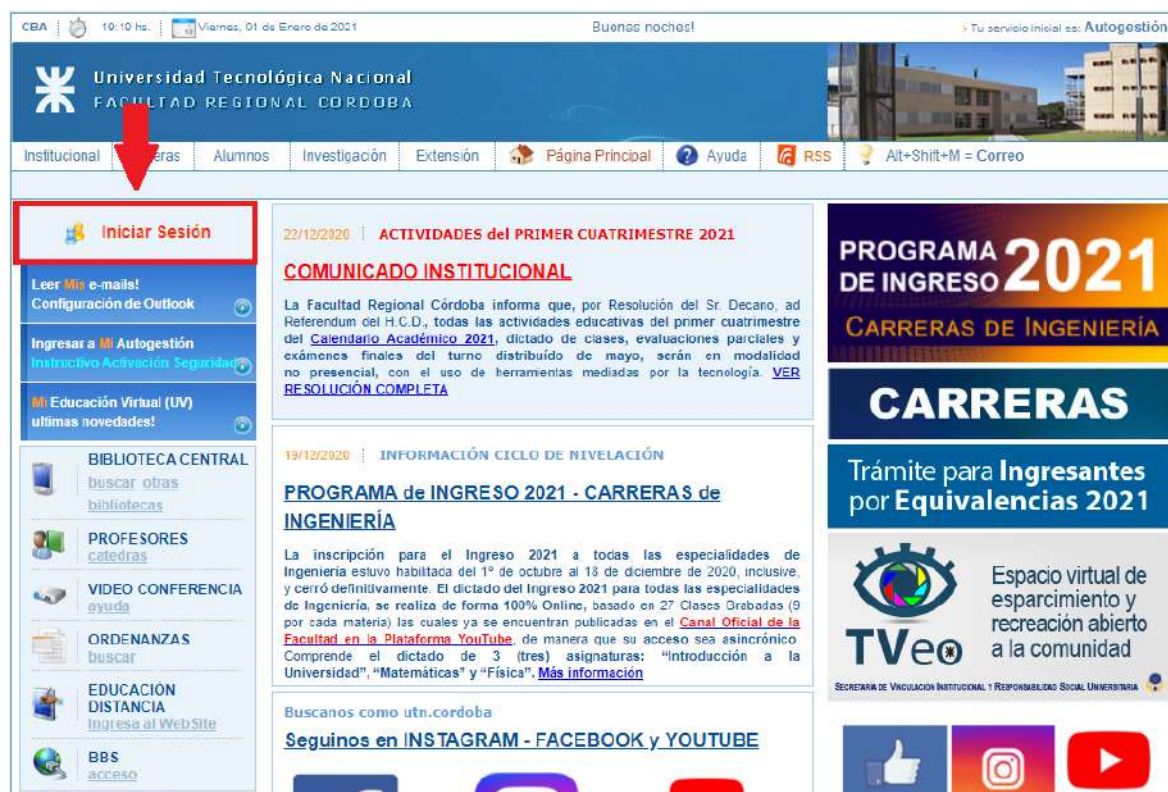 CBA
Viernes, 01 de Enero de 2021
Buenas noches!
Tu servicio inicial es: Autogestión
Universidad Tecnológica Nacional
FACULTAD REGIONAL CORDOBA
Institucional
Alumnos
Investigación
Extensión
Página Principal
Ayuda
RSS
Alt+Shift+M = Correo
Iniciar Sesión
Leer Mis e-mails!
Configuración de Outlook
Ingresar a Mi Autogestión
Instructivo Activación Seguridad
Mi Educación Virtual (UV)
ultimas novedades!
BIBLIOTECA CENTRAL
buscar otras
bibliotecas
PROFESORES
catedras
VIDEO CONFERENCIA
ayuda
ORDENANZAS
buscar
EDUCACIÓN
DISTANCIA
Ingresa al WebSite
BBS
acceso
22/12/2020 ACTIVIDADES del PRIMER CUATRIMESTRE 2021
COMUNICADO INSTITUCIONAL
La Facultad Regional Córdoba informa que, por Resolución del Sr. Decano, ad
Referendum del H.C.D., todas las actividades educativas del primer cuatrimestre
del Calendario Académico 2021, dictado de clases, evaluaciones parciales y
exámenes finales del turno distribuído de mayo, serán en modalidad
no presencial, con el uso de herramientas mediadas por la tecnología. VER
RESOLUCIÓN COMPLETA
19/12/2020 INFORMACIÓN CICLO DE NIVELACIÓN
PROGRAMA de INGRESO 2021 - CARRERAS de
INGENIERÍA
La inscripción para el Ingreso 2021 a todas las especialidades de
Ingeniería estuvo habilitada del 1º de octubre al 18 de diciembre de 2020, inclusive,
y cerró definitivamente. El dictado del Ingreso 2021 para todas las especialidades
de Ingeniería, se realiza de forma 100% Online, basado en 27 Clases Grabadas (9
por cada materia) las cuales ya se encuentran publicadas en el Canal Oficial de la
Facultad en la Plataforma YouTube, de manera que su acceso sea asincrónico.
Comprende el dictado de 3 (tres) asignaturas: “Introducción a la
Universidad”, “Matemáticas” y “Física”. Más información
Buscanos como utn.cordoba
Seguinos en INSTAGRAM - FACEBOOK y YOUTUBE
PROGRAMA 2021
DE INGRESO
CARRERAS DE INGENIERÍA
CARRERAS
Trámite para Ingresantes
por Equivalencias 2021
TVeo
Espacio virtual de
esparcimiento y
recreación abierto
a la comunidad
SECRETARIA DE VINCULACIÓN INSTITUCIONAL Y RESPONSABILIDAD SOCIAL UNIVERSITARIA